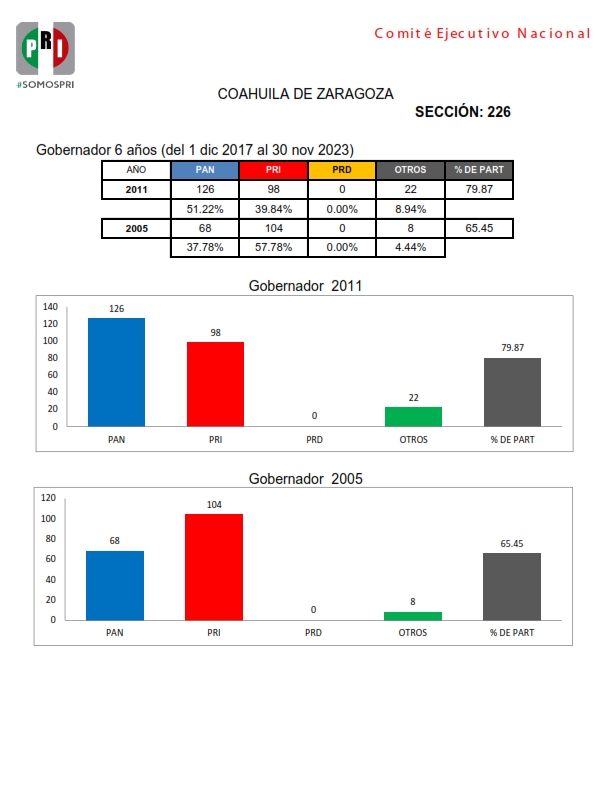 PRI
#SOMOSPRI
Comité Ejecutivo Nacional
COAHUILA DE ZARAGOZA
SECCIÓN: 226
Gobernador 6 años (del 1 dic 2017 al 30 nov 2023)
AÑO PAN PRI PRD OTROS % DE PART
2011 126 98 0 22 79.87
51.22% 39.84% 0.00% 8.94%
2005 68 104 0 8 65.45
37.78% 57.78% 0.00% 4.44%
Gobernador 2011
140
120
100
80
60
40
20
0
126
98
0
22
79.87
PAN PRI PRD OTROS % DE PART
Gobernador 2005
120
100
80
60
40
20
0
68
104
0
8
65.45
PAN PRI PRD OTROS % DE PART